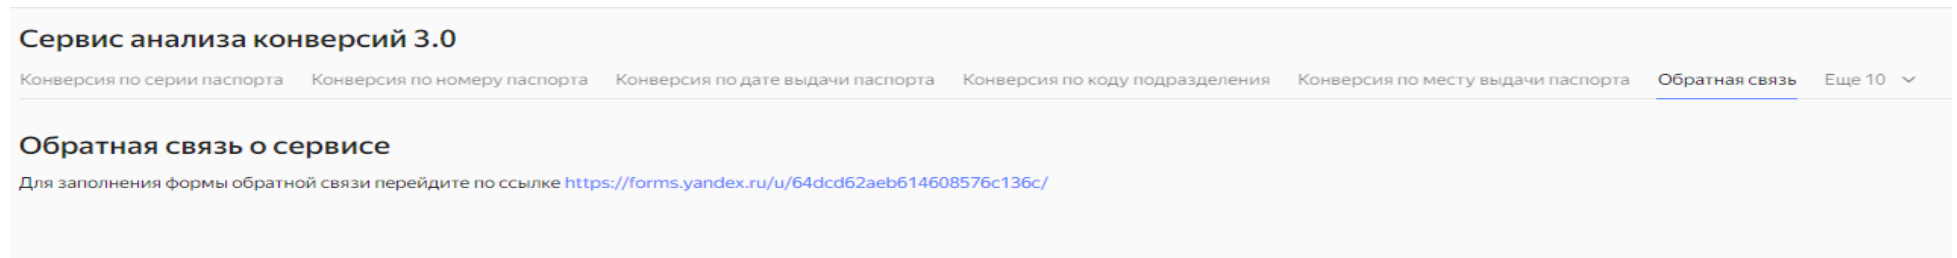 Сервис анализа конверсий 3.0
Конверсия по серии паспорта Конверсия по номеру паспорта Конверсия по дате выдачи паспорта Конверсия по коду подразделения Конверсия по месту выдачи паспорта Обратная связь Еще 10
Обратная связь о сервисе
Для заполнения формы обратной связи перейдите по ссылке https://forms.yandex.ru/u/64dcd62aeb614608576c136c/